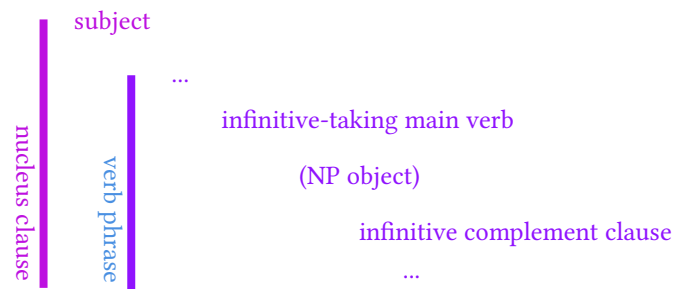 subject
...
infinitive-taking main verb
(NP object)
infinitive complement clause
...
nucleus clause
verb phrase